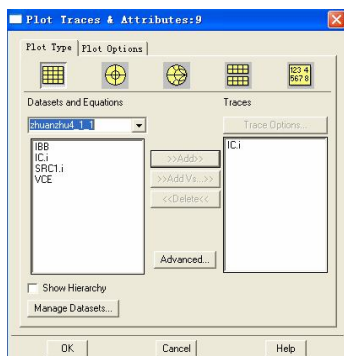 Plot Traces & Attributes:9
Plot Type Plot Options
123 4
567 8
Datasets and Equations Traces
zhuanzhu4_1_1 Trace Options...
IBB
IC.i
SRC1.i
VCE
>>Add>>
>>Add Vs...>>
<<Delete<<
IC.i
Advanced...
Show Hierarchy
Manage Datasets...
OK Cancel Help